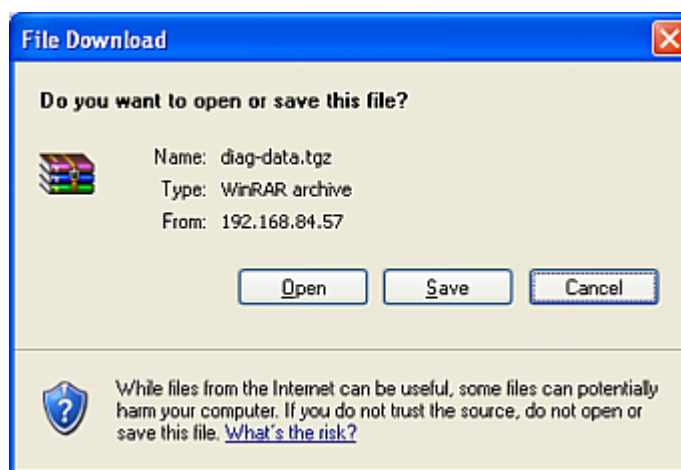 File Download
Do you want to open or save this file?
Name: diag-data.tgz
Type: WinRAR archive
From: 192.168.84.57
Open Save Cancel
While files from the Internet can be useful, some files can potentially
harm your computer. If you do not trust the source, do not open or
save this file. What's the risk?